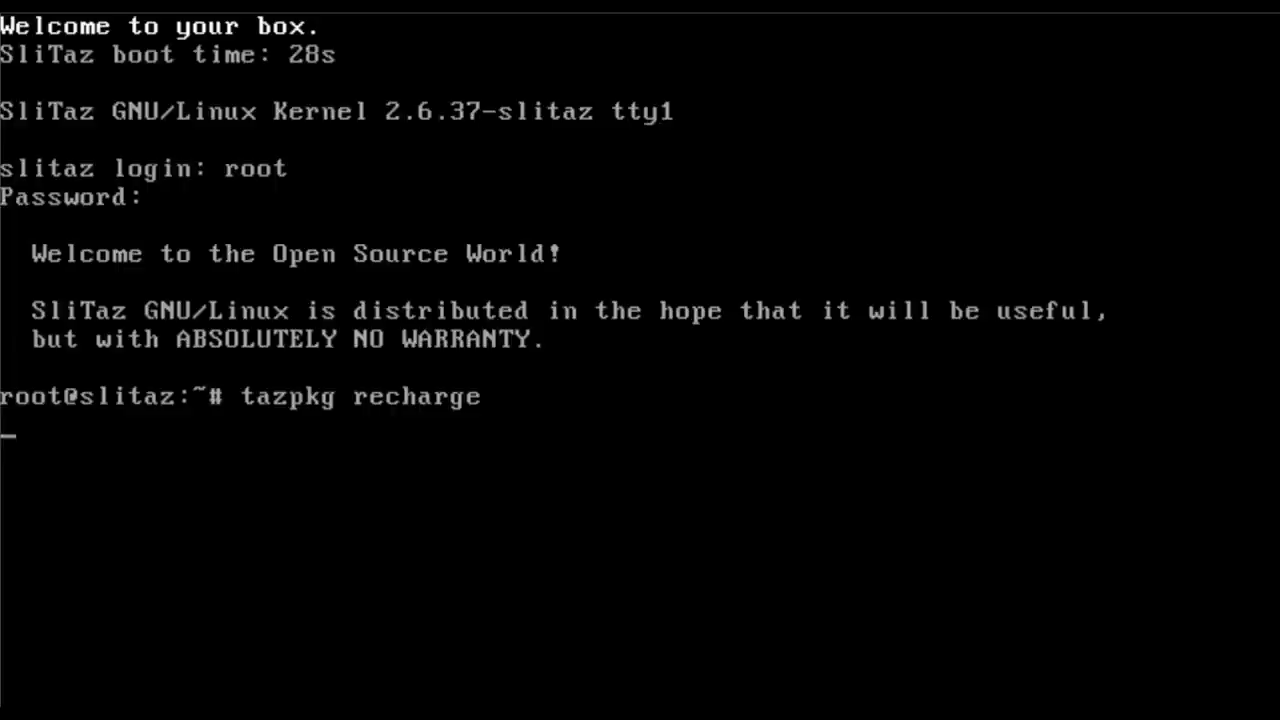 Welcome to your box.
SliTaz boot time: 28s
SliTaz GNU/Linux Kernel 2.6.37-slitaz tty1
slitaz login: root
Password:
Welcome to the Open Source World!
SliTaz GNU/Linux is distributed in the hope that it will be useful,
but with ABSOLUTELY NO WARRANTY.
root@slitaz:~# tazpkg recharge